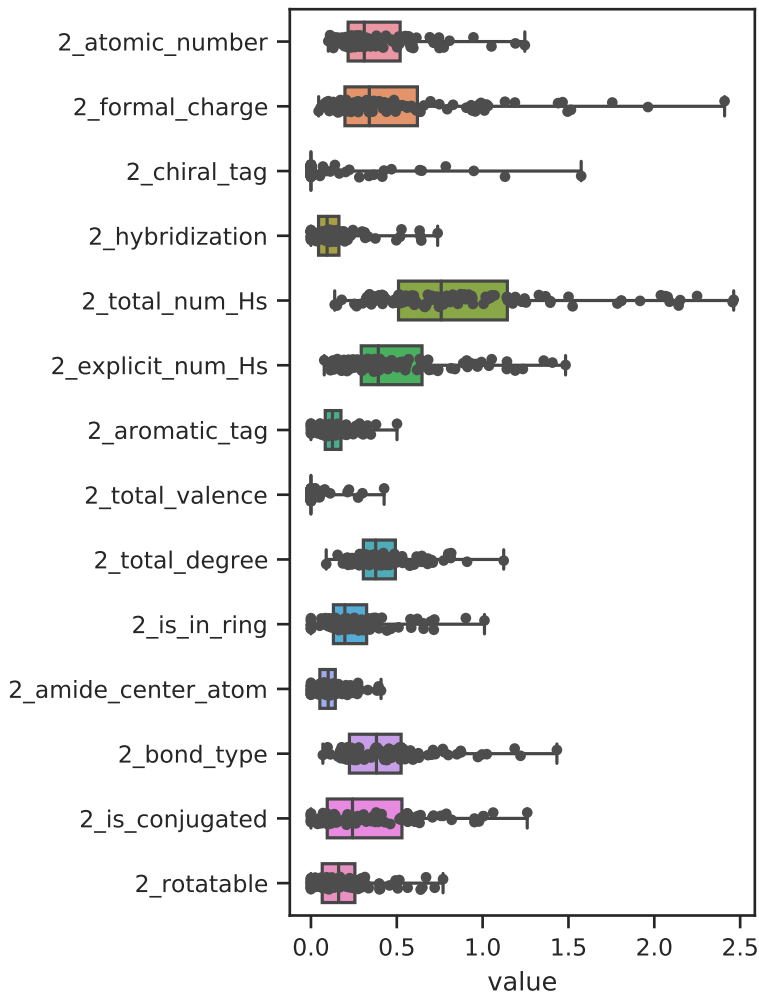 2_atomic_number
2_formal_charge
2_chiral_tag
2_hybridization
2_total_num_Hs
2_explicit_num_Hs
2_aromatic_tag
2_total_valence
2_total_degree
2_is_in_ring
2_amide_center_atom
2_bond_type
2_is_conjugated
2_rotatable
0.0 0.5 1.0 1.5 2.0 2.5
value